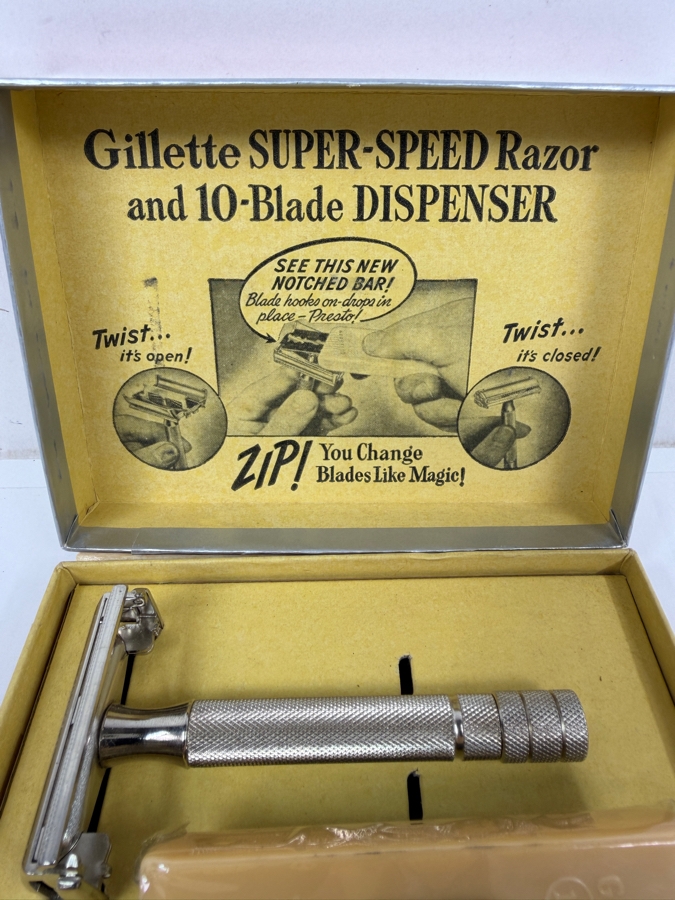 Gillette SUPER-SPEED Razor
and 10-Blade DISPENSER
SEE THIS NEW
NOTCHED BAR!
Blade hooks on-drops in
place-Presto!
Twist...
it's open!
Twist...
it's closed!
ZIP! You Change
Blades Like Magic!